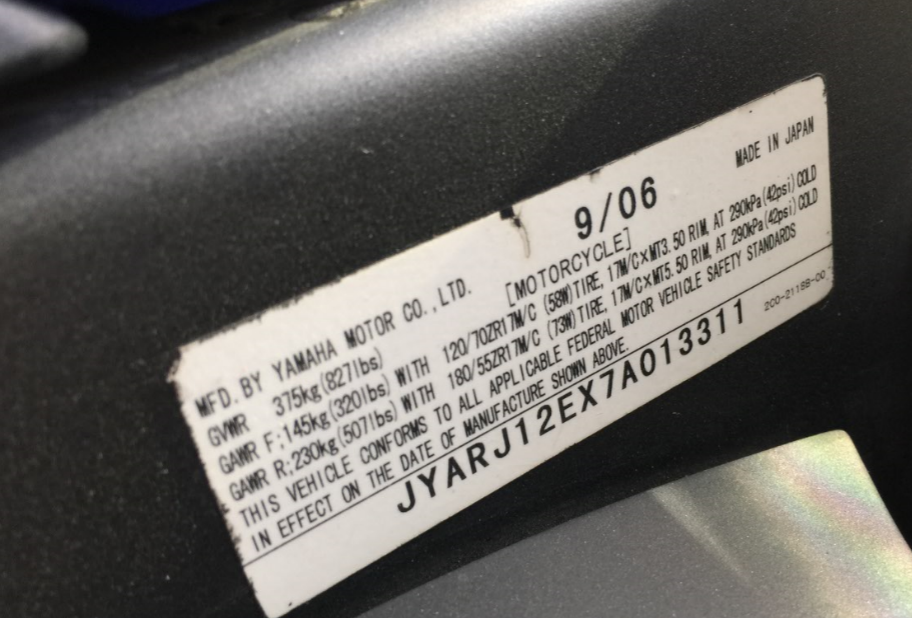 9/06
MADE IN JAPAN
MFD. BY YAMAHA MOTOR CO., LTD.
[MOTORCYCLE]
GVWR 375kg(827lbs)
GAWR F:145kg(320lbs) WITH 120/70ZR17M/C (58W)TIRE, 17M/C×MT3.50 RIM, AT 290kPa(42psi)COLD
GAWR R:230kg(507lbs) WITH 180/55ZR17M/C (73W)TIRE, 17M/C×MT5.50 RIM, AT 290kPa(42psi)COLD
THIS VEHICLE CONFORMS TO ALL APPLICABLE FEDERAL MOTOR VEHICLE SAFETY STANDARDS
IN EFFECT ON THE DATE OF MANUFACTURE SHOWN ABOVE.
JYARJ12EX7A013311